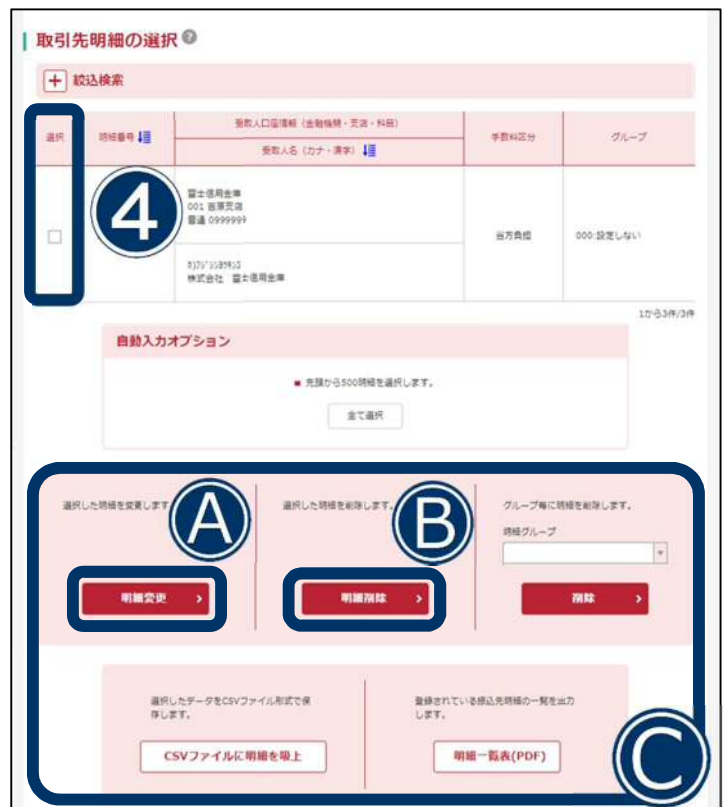 取引先明細の選択 ?
+ 絞込検索
選択
明細番号
受取人口座情報（金融機関・支店・科目）
受取人名（カナ・漢字）
手数料区分
グループ
④
富士信用金庫
001 吉原支店
普通 0999999
当方負担
000:設定しない
株式会社 富士信用金庫
1から3件/3件
自動入力オプション
■ 先頭から500明細を選択します。
全て選択
選択した明細を変更します
Ⓐ
明細変更
選択した明細を削除します。
Ⓑ
明細削除
グループ毎に明細を削除します。
明細グループ
削除
選択したデータをCSVファイル形式で保
存します。
CSVファイルに明細を吸上
登録されている振込先明細の一覧を出力
します。
明細一覧表(PDF)
Ⓒ